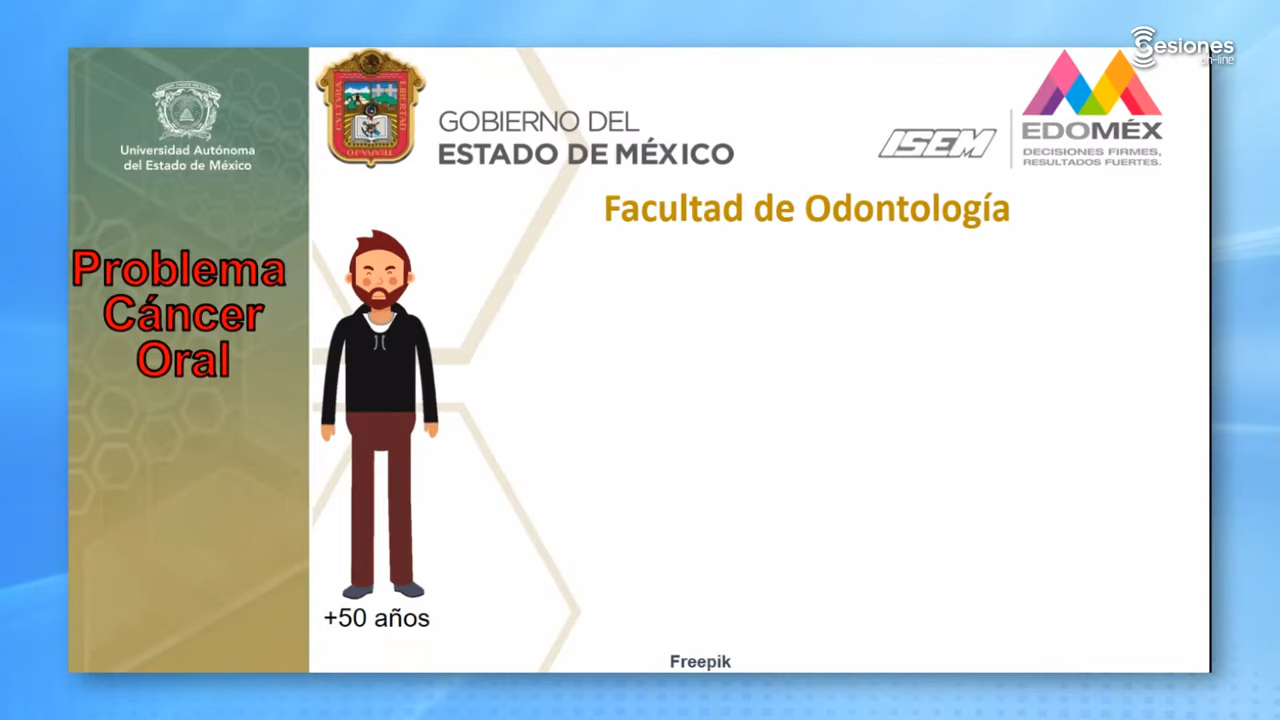 Sesiones
on-line
Universidad Autónoma
del Estado de México
GOBIERNO DEL
ESTADO DE MÉXICO
LIBERTAD
ISEM
EDOMÉX
DECISIONES FIRMES,
RESULTADOS FUERTES.
Facultad de Odontología
Problema
Cáncer
Oral
+50 años
Freepik